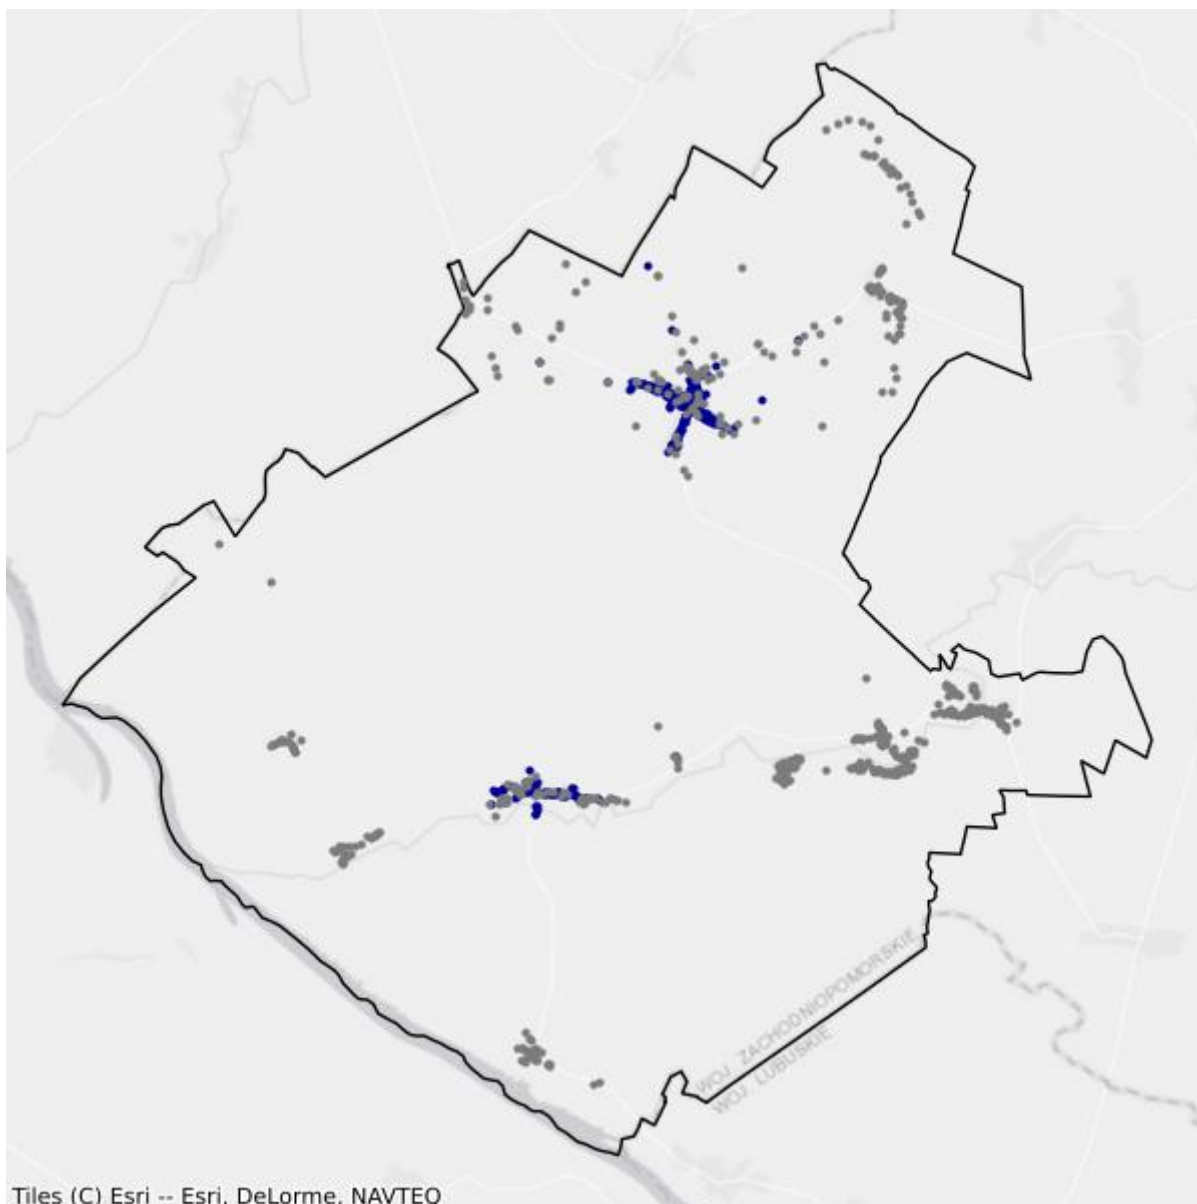 WOJ. ZACHODNIOPOMORSKIE
WOJ. LUBUSKIE
Tiles (C) Esri -- Esri, DeLorme, NAVTEQ